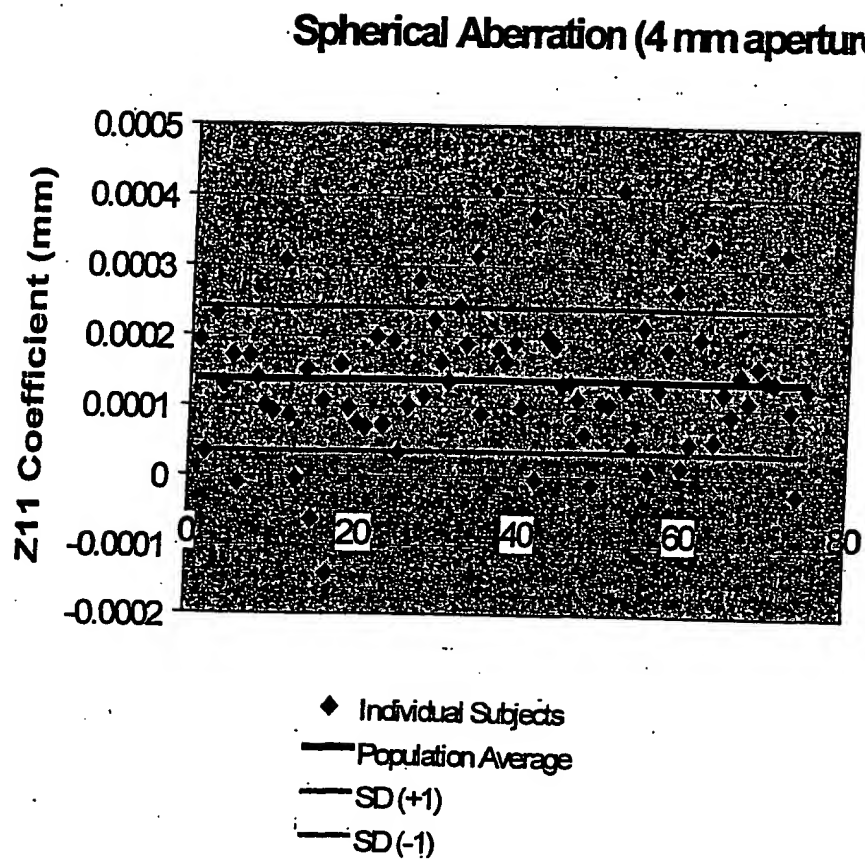 Spherical Aberration (4 mm aperture
0.0005
0.0004
0.0003
0.0002
0.0001
0
-0.0001
-0.0002
Z11 Coefficient (mm)
0 20 40 60 80
Individual Subjects
Population Average
SD (+1)
SD (-1)